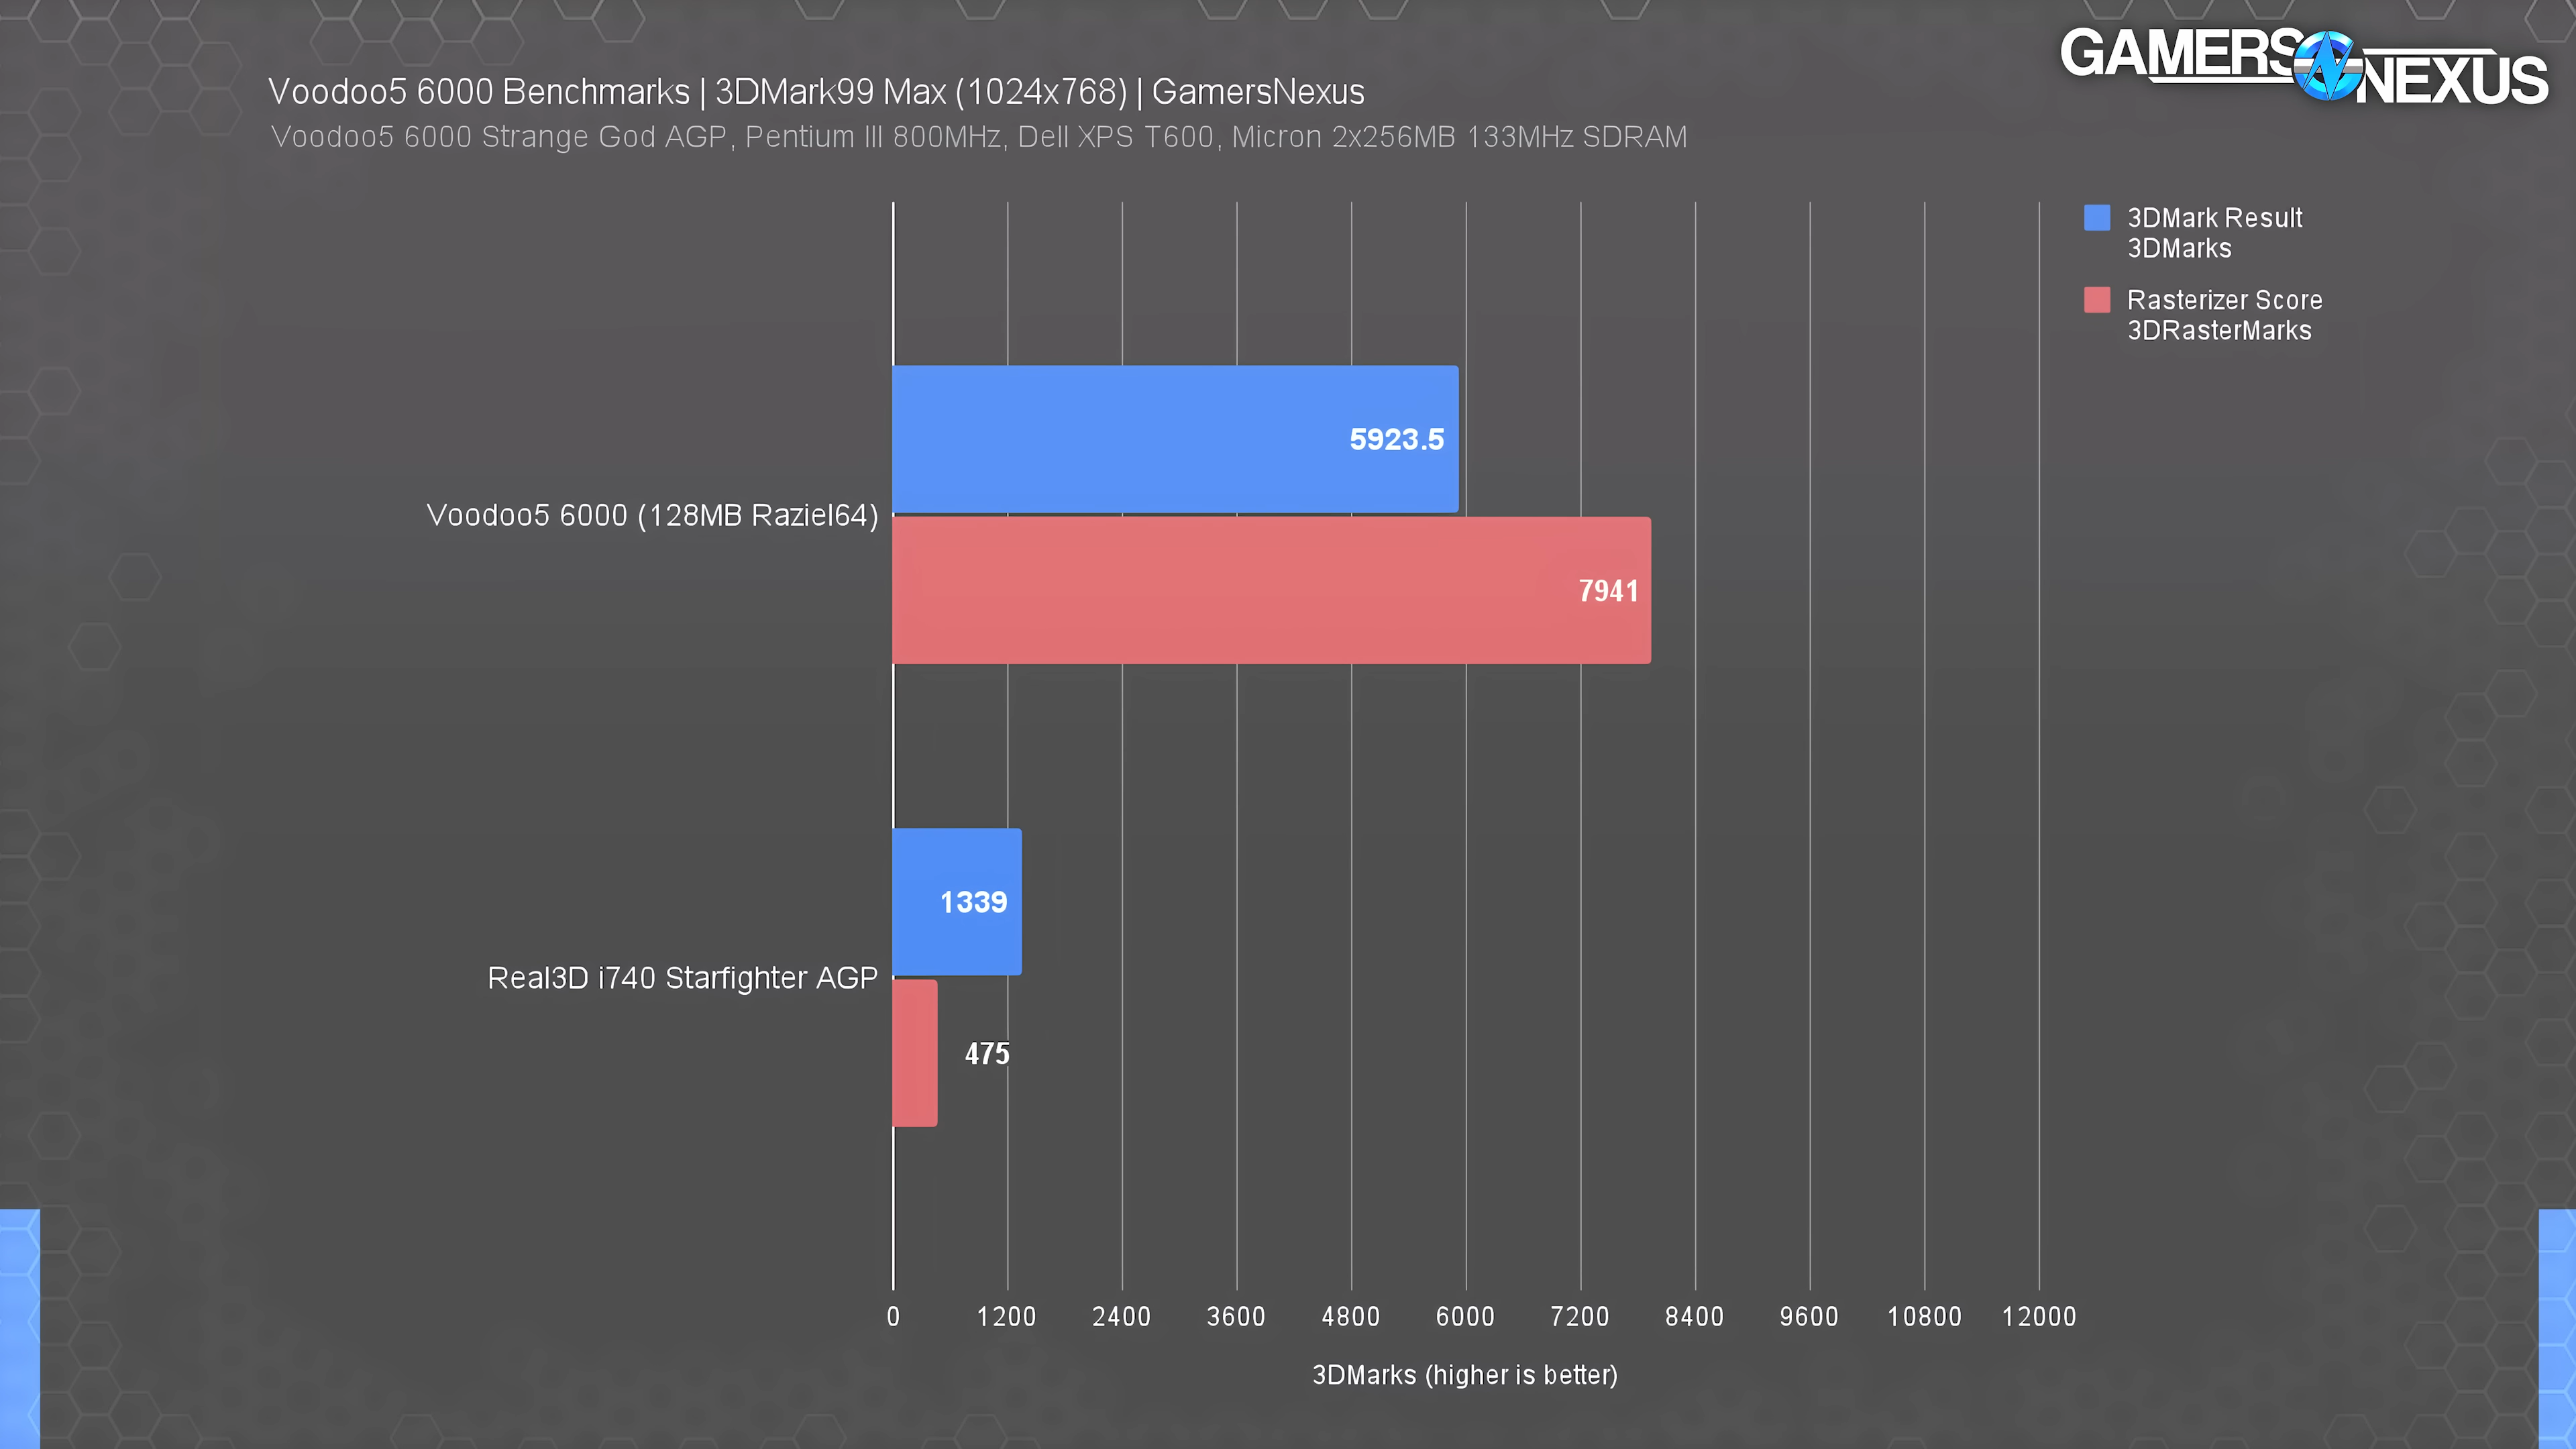 GAMERS NEXUS
Voodoo5 6000 Benchmarks | 3DMark99 Max (1024x768) | GamersNexus
Voodoo5 6000 Strange God AGP, Pentium III 800MHz, Dell XPS T600, Micron 2x256MB 133MHz SDRAM
3DMark Result
3DMarks
Rasterizer Score
3DRasterMarks
5923.5
Voodoo5 6000 (128MB Raziel64)
7941
1339
Real3D i740 Starfighter AGP
475
0 1200 2400 3600 4800 6000 7200 8400 9600 10800 12000
3DMarks (higher is better)